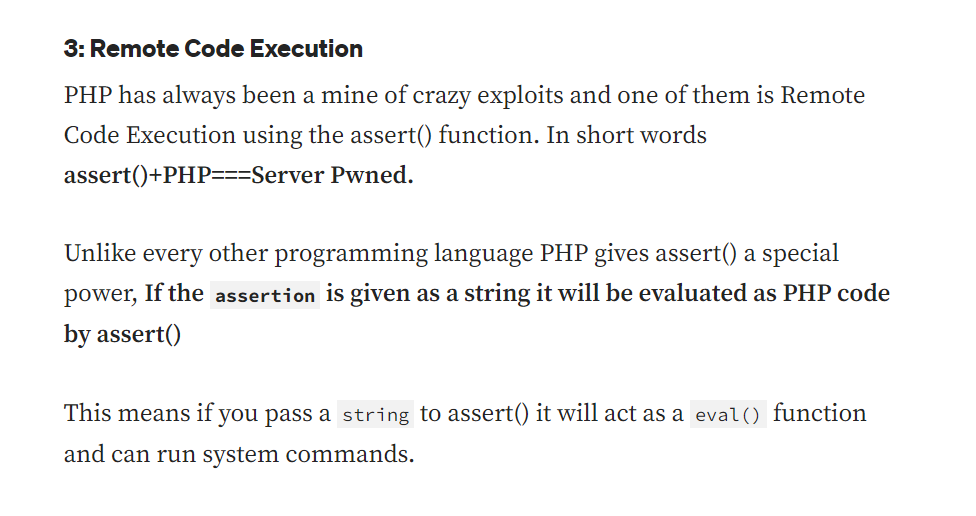 3: Remote Code Execution
PHP has always been a mine of crazy exploits and one of them is Remote
Code Execution using the assert() function. In short words
assert()+PHP===Server Pwned.
Unlike every other programming language PHP gives assert() a special
power, If the assertion is given as a string it will be evaluated as PHP code
by assert()
This means if you pass a string to assert() it will act as a eval() function
and can run system commands.